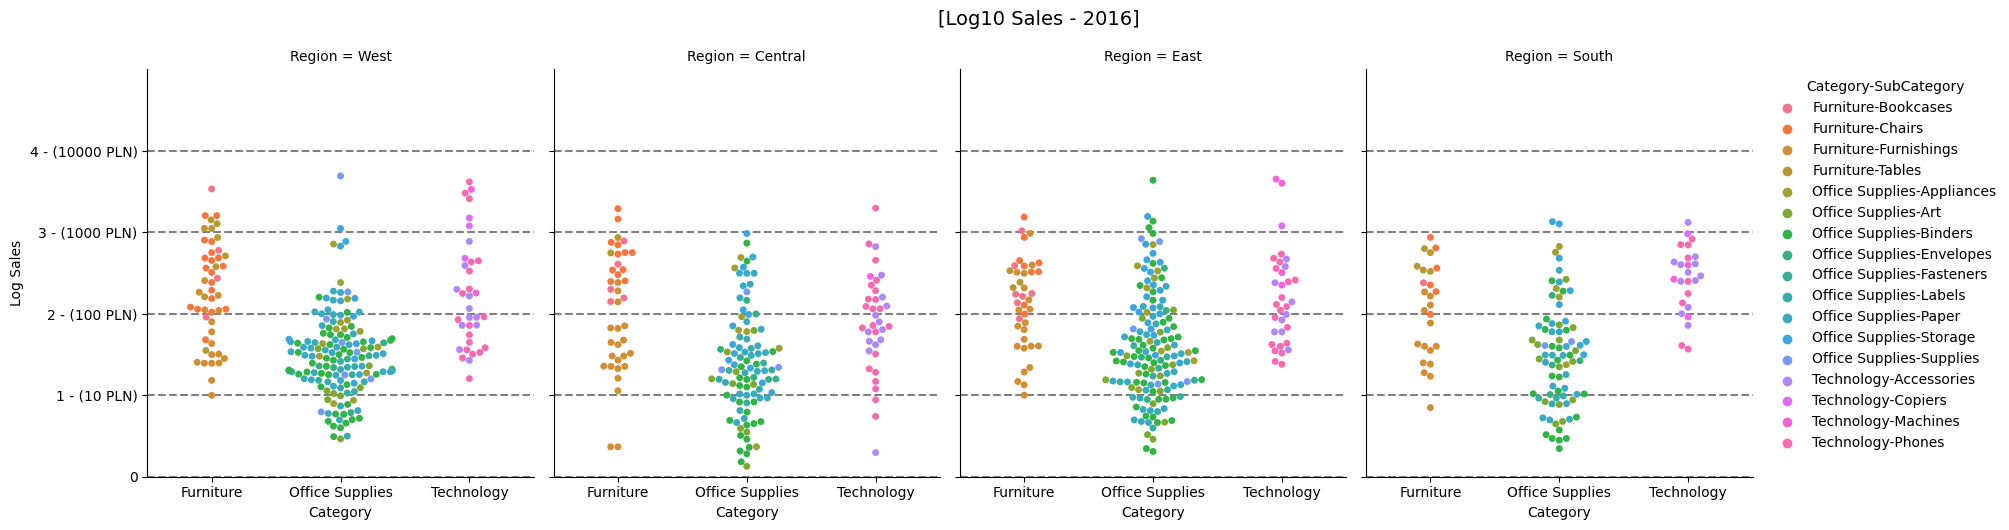 [Log10 Sales - 2016]
Region = West
Region = Central
Region = East
Region = South
Log Sales
4 - (10000 PLN)
3 - (1000 PLN)
2 - (100 PLN)
1 - (10 PLN)
0
Furniture
Office Supplies
Technology
Category
Furniture
Office Supplies
Technology
Category
Furniture
Office Supplies
Technology
Category
Furniture
Office Supplies
Technology
Category
Category-SubCategory
Furniture-Bookcases
Furniture-Chairs
Furniture-Furnishings
Furniture-Tables
Office Supplies-Appliances
Office Supplies-Art
Office Supplies-Binders
Office Supplies-Envelopes
Office Supplies-Fasteners
Office Supplies-Labels
Office Supplies-Paper
Office Supplies-Storage
Office Supplies-Supplies
Technology-Accessories
Technology-Copiers
Technology-Machines
Technology-Phones